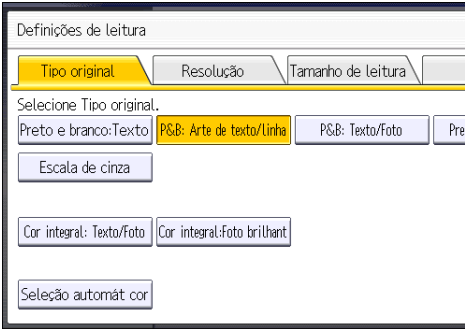 Definições de leitura
Tipo original Resolução Tamanho de leitura
Selecione Tipo original.
Preto e branco:Texto P&B: Arte de texto/linha P&B: Texto/Foto Pre
Escala de cinza
Cor integral: Texto/Foto Cor integral:Foto brilhant
Seleção automát cor